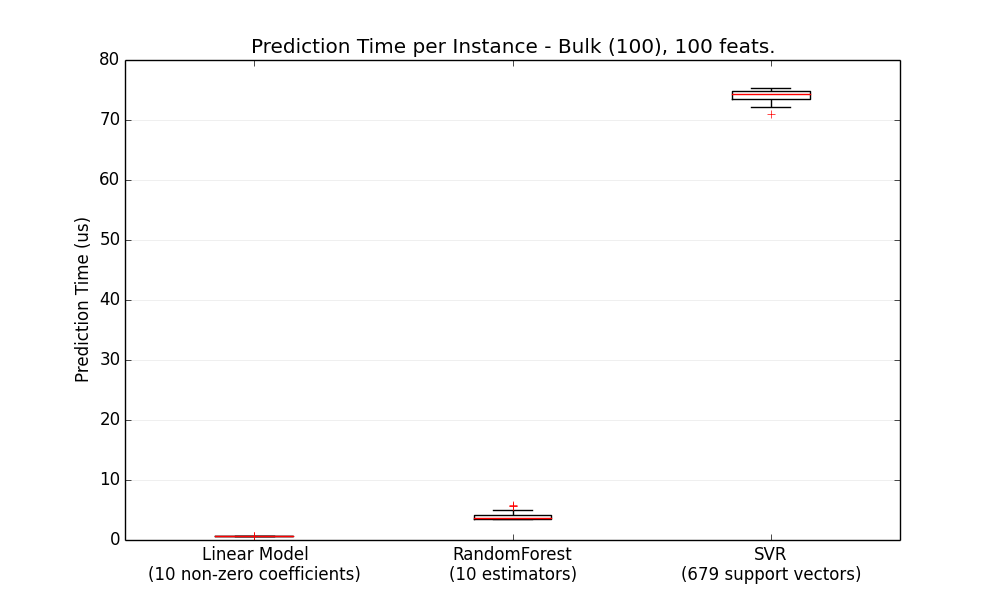 Prediction Time per Instance - Bulk (100), 100 feats.
80
70
60
50
40
30
20
10
0
Prediction Time (us)
Linear Model
(10 non-zero coefficients)
RandomForest
(10 estimators)
SVR
(679 support vectors)